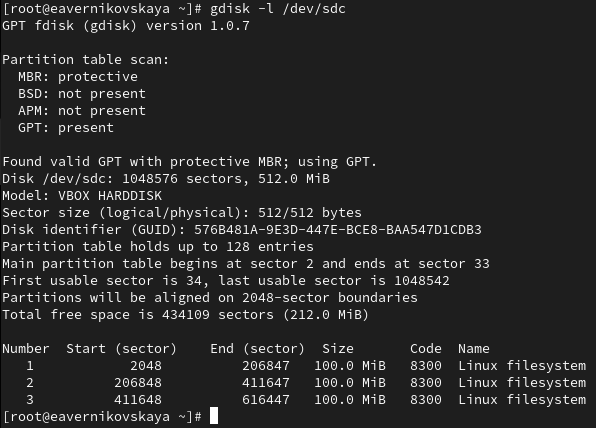 [root@eavernikovskaya ~]# gdisk -l /dev/sdc
GPT fdisk (gdisk) version 1.0.7
Partition table scan:
  MBR: protective
  BSD: not present
  APM: not present
  GPT: present
Found valid GPT with protective MBR; using GPT.
Disk /dev/sdc: 1048576 sectors, 512.0 MiB
Model: VBOX HARDDISK
Sector size (logical/physical): 512/512 bytes
Disk identifier (GUID): 576B481A-9E3D-447E-BCE8-BAA547D1CDB3
Partition table holds up to 128 entries
Main partition table begins at sector 2 and ends at sector 33
First usable sector is 34, last usable sector is 1048542
Partitions will be aligned on 2048-sector boundaries
Total free space is 434109 sectors (212.0 MiB)
Number  Start (sector)    End (sector)  Size       Code  Name
   1            2048          206847   100.0 MiB   8300  Linux filesystem
   2          206848          411647   100.0 MiB   8300  Linux filesystem
   3          411648          616447   100.0 MiB   8300  Linux filesystem
[root@eavernikovskaya ~]#